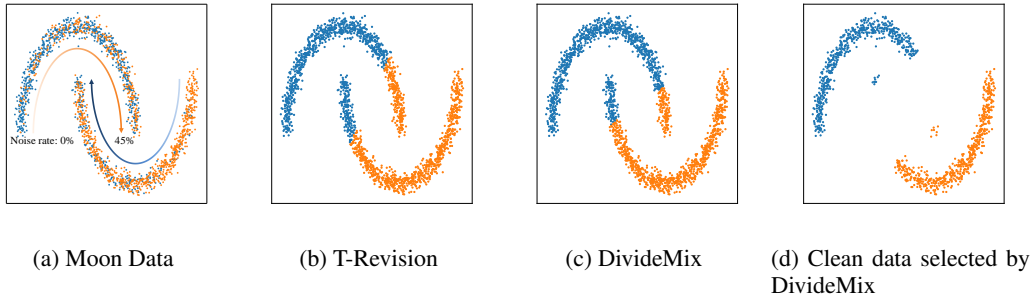 Noise rate: 0%
45%
(a) Moon Data
(b) T-Revision
(c) DivideMix
(d) Clean data selected by
DivideMix